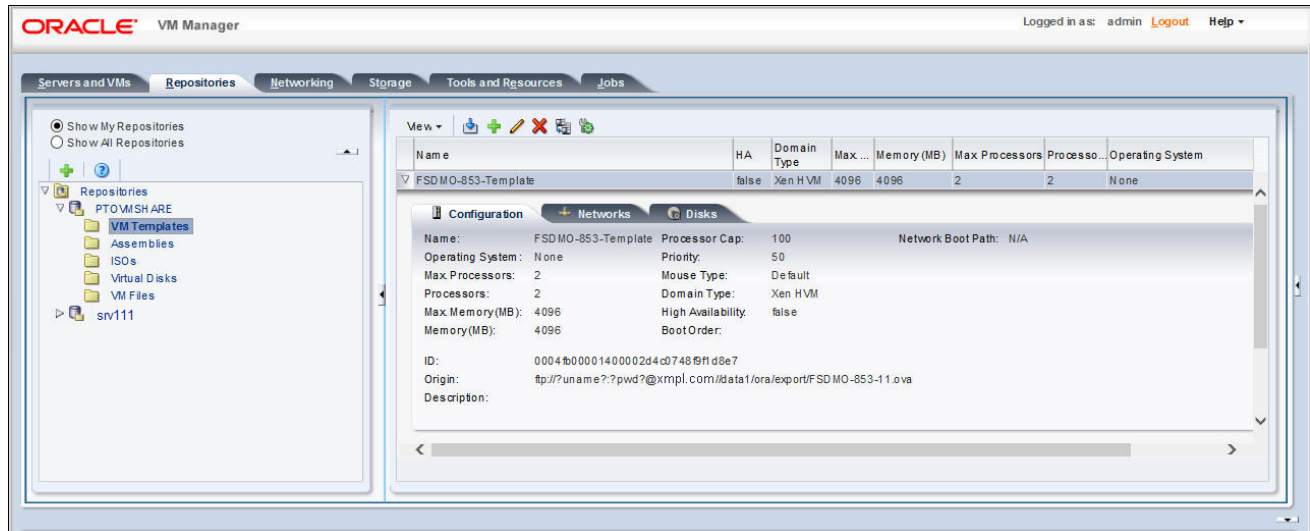 ORACLE VM Manager Logged in as: admin Logout Help
Servers and VMs Repositories Networking Storage Tools and Resources Jobs
Show My Repositories
Show All Repositories
Repositories
PTOVMSHARE
VM Templates
Assemblies
ISOs
Virtual Disks
VM Files
srv111
View
Name HA Domain Type Max ... Memory (MB) Max Processors Processo... Operating System
FSDMO-853-Template false Xen HVM 4096 4096 2 2 None
Configuration Networks Disks
Name: FSDMO-853-Template Processor Cap: 100 Network Boot Path: N/A
Operating System: None Priority: 50
Max. Processors: 2 Mouse Type: Default
Processors: 2 Domain Type: Xen HVM
Max. Memory (MB): 4096 High Availability: false
Memory (MB): 4096 Boot Order:
ID: 0004fb00001400002d4c0748f9f1d8e7
Origin: ftp://?uname?:?pwd?@xmpl.com//data1/ora/export/FSDMO-853-11.ova
Description: